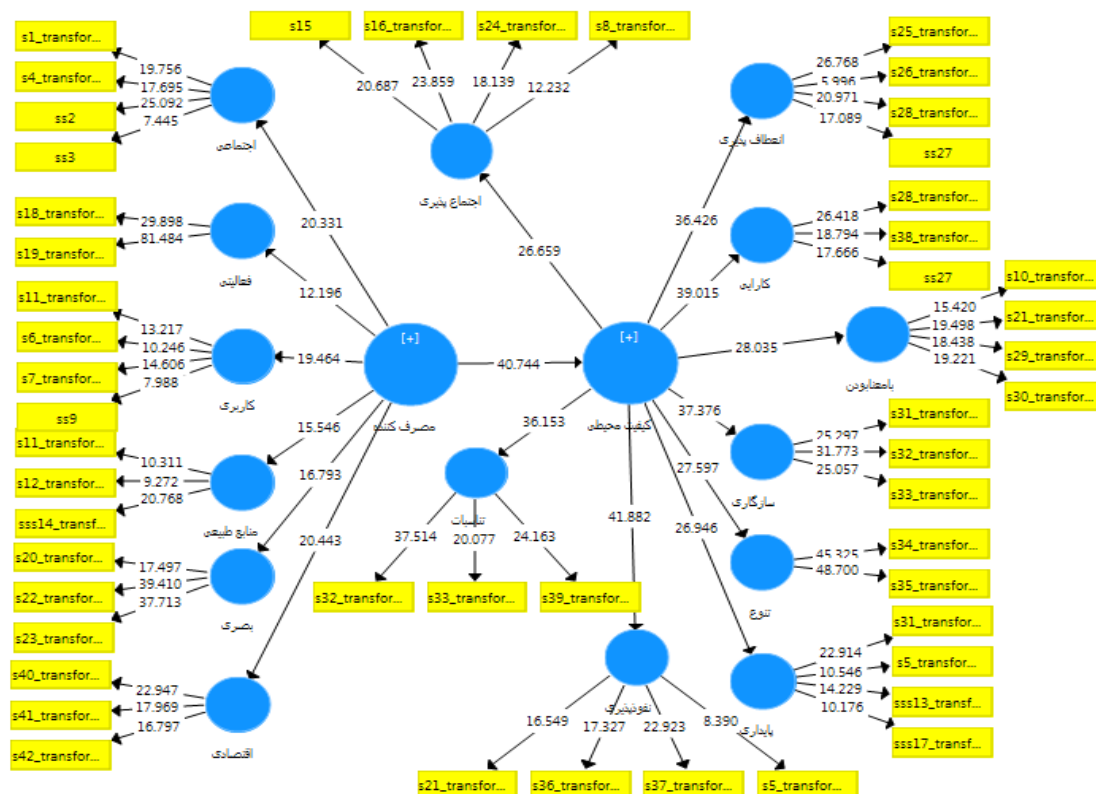 s15
s16_transfor...
s24_transfor...
s8_transfor...
20.687
23.859
18.139
12.232
اجتماع پذیری
s1_transfor...
s4_transfor...
ss2
ss3
19.756
17.695
25.092
7.445
اجتماعی
s25_transfor...
s26_transfor...
s28_transfor...
ss27
26.768
5.996
20.971
17.089
انعطاف پذیری
s18_transfor...
s19_transfor...
29.898
81.484
فعالیتی
20.331
12.196
26.659
36.426
39.015
s28_transfor...
s38_transfor...
ss27
26.418
18.794
17.666
کارایی
s11_transfor...
s6_transfor...
s7_transfor...
ss9
13.217
10.246
14.606
7.988
کاربری
19.464
[+]
مصرف کننده
40.744
[+]
کیفیت محیطی
28.035
s10_transfor...
s21_transfor...
s29_transfor...
s30_transfor...
15.420
19.498
18.438
19.221
بامعنابودن
s11_transfor...
s12_transfor...
sss14_transf...
10.311
9.272
20.768
منابع طبیعی
15.546
16.793
20.443
36.153
41.882
37.376
27.597
26.946
s31_transfor...
s32_transfor...
s33_transfor...
25.297
31.773
25.057
سازگاری
تناسبات
37.514
20.077
24.163
s32_transfor...
s33_transfor...
s39_transfor...
s20_transfor...
s22_transfor...
s23_transfor...
17.497
39.410
37.713
بصری
s34_transfor...
s35_transfor...
45.325
48.700
تنوع
s40_transfor...
s41_transfor...
s42_transfor...
22.947
17.969
16.797
اقتصادی
نفوذپذیری
16.549
17.327
22.923
8.390
s21_transfor...
s36_transfor...
s37_transfor...
s5_transfor...
s31_transfor...
s5_transfor...
sss13_transf...
sss17_transf...
22.914
10.546
14.229
10.176
پایداری